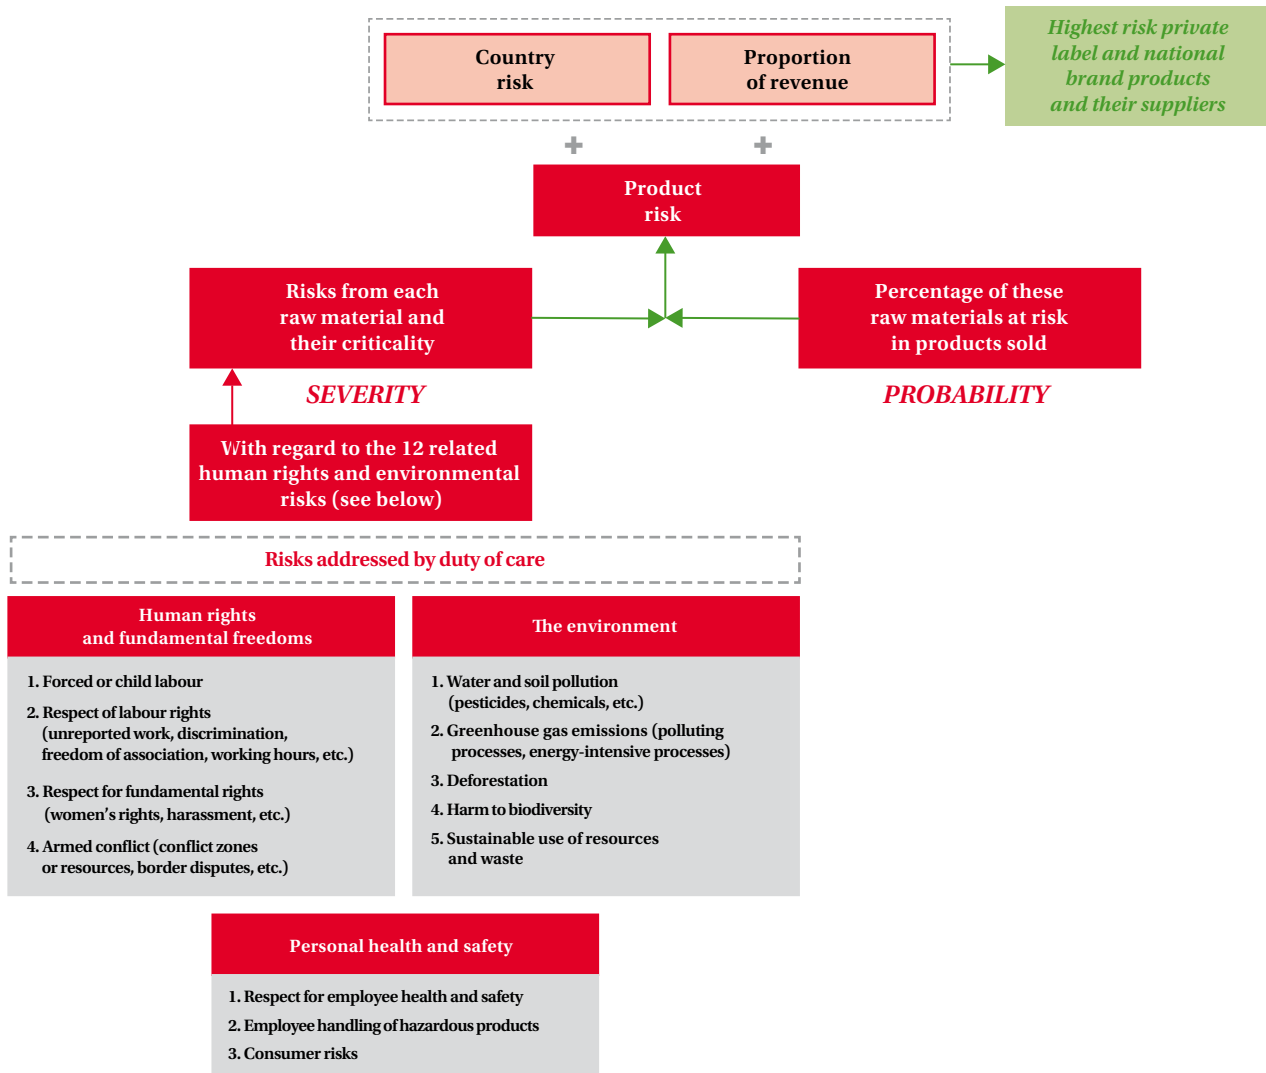 Country
risk
Proportion
of revenue
Highest risk private
label and national
brand products
and their suppliers
Product
risk
Risks from each
raw material and
their criticality
Percentage of these
raw materials at risk
in products sold
SEVERITY
PROBABILITY
With regard to the 12 related
human rights and environmental
risks (see below)
Risks addressed by duty of care
Human rights
and fundamental freedoms
1. Forced or child labour
2. Respect of labour rights
(unreported work, discrimination,
freedom of association, working hours, etc.)
3. Respect for fundamental rights
(women's rights, harassment, etc.)
4. Armed conflict (conflict zones
or resources, border disputes, etc.)
The environment
1. Water and soil pollution
(pesticides, chemicals, etc.)
2. Greenhouse gas emissions (polluting
processes, energy-intensive processes)
3. Deforestation
4. Harm to biodiversity
5. Sustainable use of resources
and waste
Personal health and safety
1. Respect for employee health and safety
2. Employee handling of hazardous products
3. Consumer risks